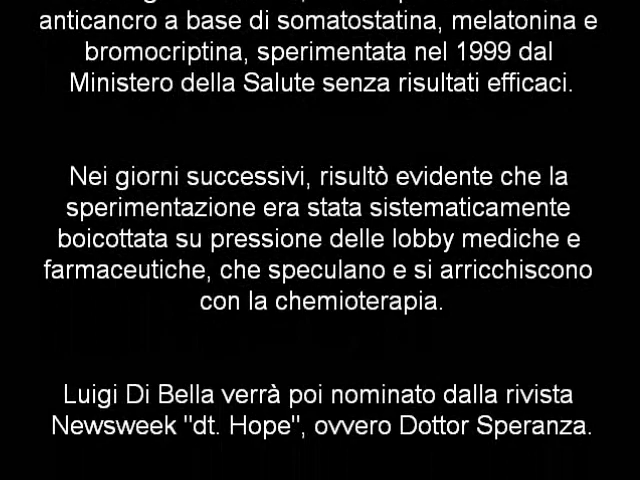 anticancro a base di somatostatina, melatonina e
bromocriptina, sperimentata nel 1999 dal
Ministero della Salute senza risultati efficaci.
Nei giorni successivi, risultò evidente che la
sperimentazione era stata sistematicamente
boicottata su pressione delle lobby mediche e
farmaceutiche, che speculano e si arricchiscono
con la chemioterapia.
Luigi Di Bella verrà poi nominato dalla rivista
Newsweek "dt. Hope", ovvero Dottor Speranza.